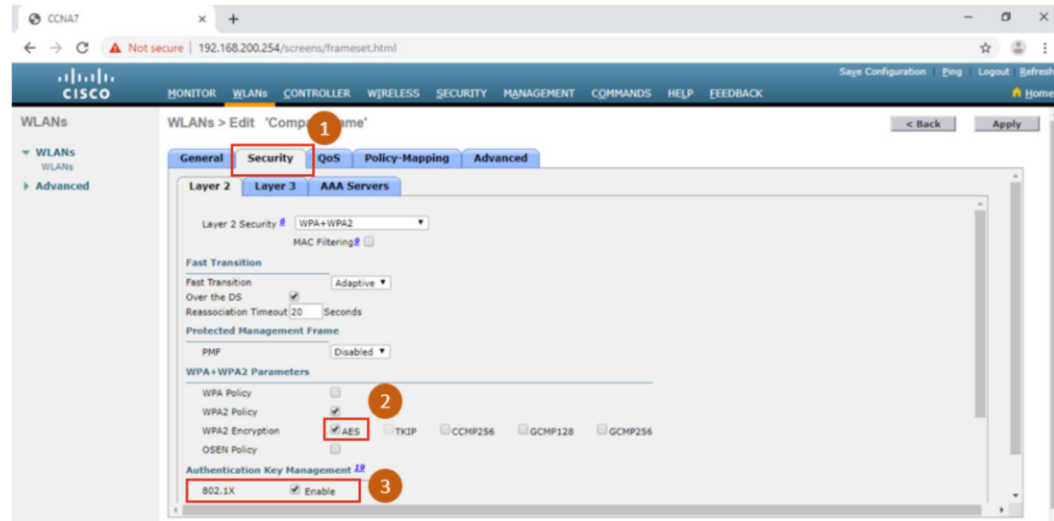 CCNA7
Not secure | 192.168.200.254/screens/frameset.html
Save Configuration Ping Logout Refresh
CISCO MONITOR WLANs CONTROLLER WIRELESS SECURITY MANAGEMENT COMMANDS HELP FEEDBACK Home
WLANs
WLANs > Edit
1
< Back Apply
WLANs
WLANs
Advanced
General Security QoS Policy-Mapping Advanced
Layer 2 Layer 3 AAA Servers
Layer 2 Security 6 WPA+WPA2
MAC Filtering 9
Fast Transition
Fast Transition Adaptive
Over the DS
Reassociation Timeout 20 Seconds
Protected Management Frame
PMF Disabled
WPA+WPA2 Parameters
WPA Policy
WPA2 Policy
2
WPA2 Encryption AES TKIP CCMP256 GCMP128 GCMP256
OSEN Policy
Authentication Key Management 19
802.1X Enable
3